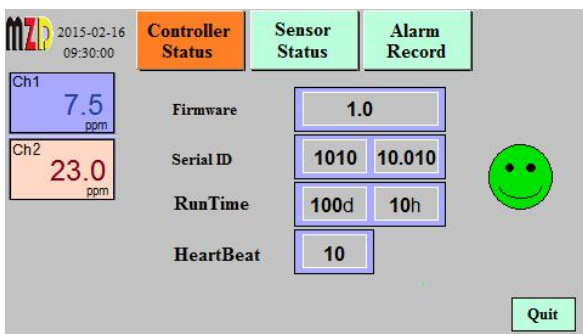 MZD 2015-02-16
09:30:00
Controller
Status
Sensor
Status
Alarm
Record
Ch1
7.5
ppm
Ch2
23.0
ppm
Firmware 1.0
Serial ID 1010 10.010
RunTime 100d 10h
HeartBeat 10
Quit